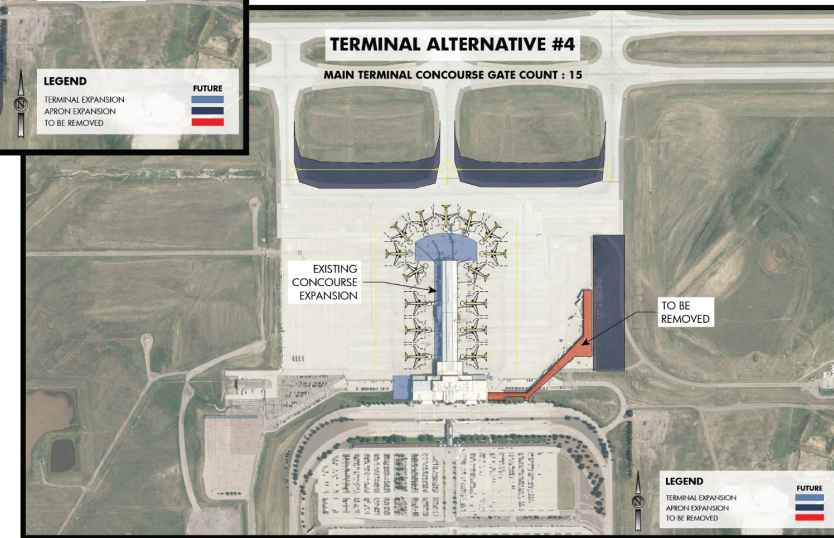 LEGEND
FUTURE
TERMINAL EXPANSION
APRON EXPANSION
TO BE REMOVED
N
TERMINAL ALTERNATIVE #4
MAIN TERMINAL CONCOURSE GATE COUNT : 15
EXISTING
CONCOURSE
EXPANSION
TO BE
REMOVED
LEGEND
FUTURE
TERMINAL EXPANSION
APRON EXPANSION
TO BE REMOVED
N